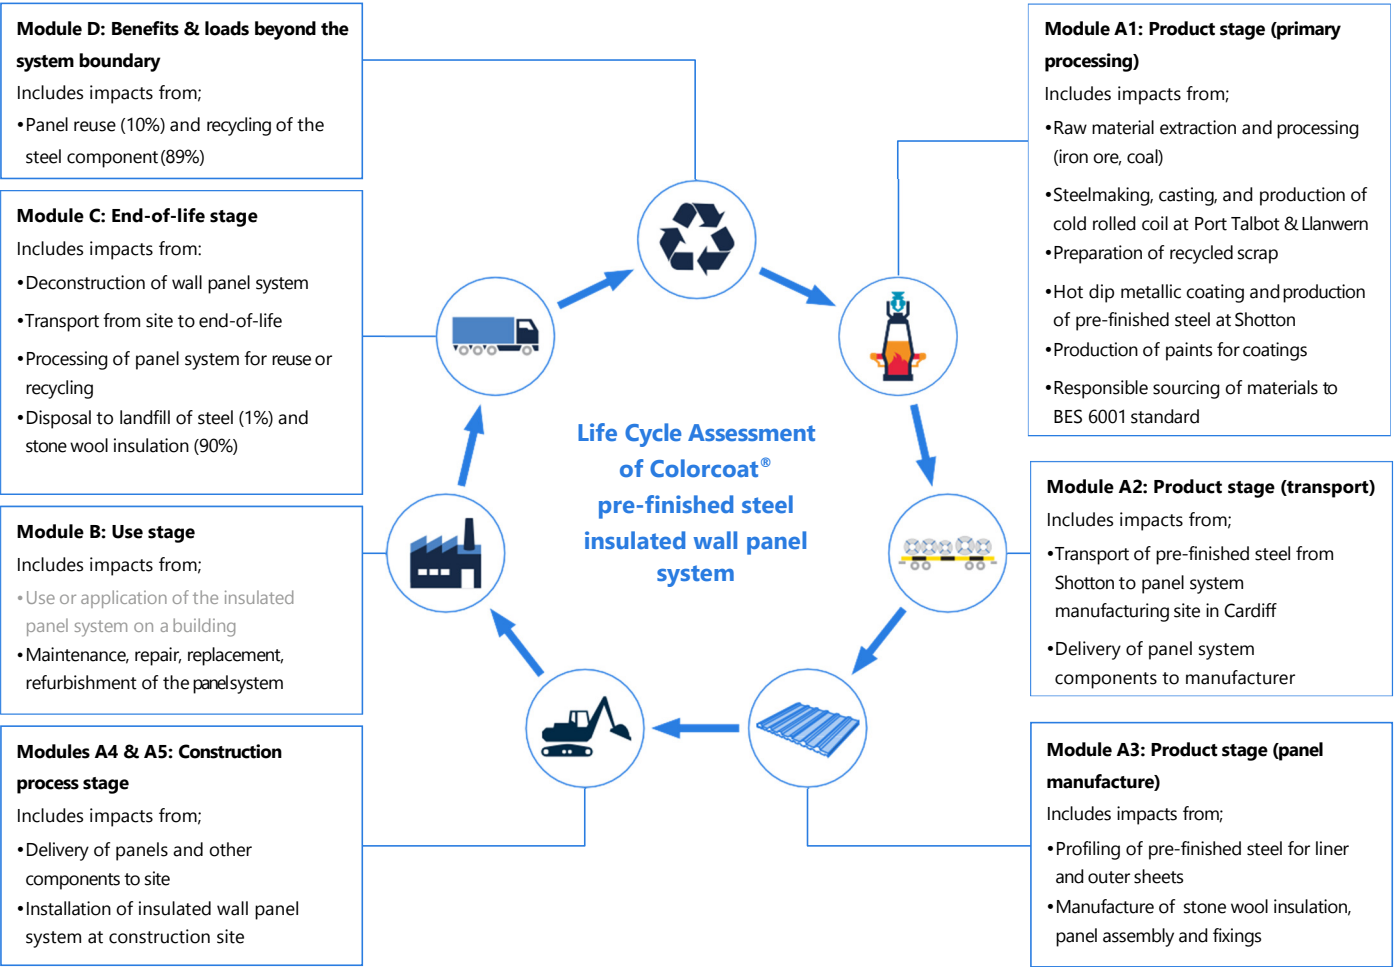 Module D: Benefits & loads beyond the
system boundary
Includes impacts from;
•Panel reuse (10%) and recycling of the
steel component (89%)
Module C: End-of-life stage
Includes impacts from:
•Deconstruction of wall panel system
•Transport from site to end-of-life
•Processing of panel system for reuse or
recycling
•Disposal to landfill of steel (1%) and
stone wool insulation (90%)
Module B: Use stage
Includes impacts from;
•Use or application of the insulated
panel system on a building
•Maintenance, repair, replacement,
refurbishment of the panel system
Modules A4 & A5: Construction
process stage
Includes impacts from;
•Delivery of panels and other
components to site
•Installation of insulated wall panel
system at construction site
Life Cycle Assessment
of Colorcoat®
pre-finished steel
insulated wall panel
system
Module A1: Product stage (primary
processing)
Includes impacts from;
•Raw material extraction and processing
(iron ore, coal)
•Steelmaking, casting, and production of
cold rolled coil at Port Talbot & Llanwern
•Preparation of recycled scrap
•Hot dip metallic coating and production
of pre-finished steel at Shotton
•Production of paints for coatings
•Responsible sourcing of materials to
BES 6001 standard
Module A2: Product stage (transport)
Includes impacts from;
•Transport of pre-finished steel from
Shotton to panel system
manufacturing site in Cardiff
•Delivery of panel system
components to manufacturer
Module A3: Product stage (panel
manufacture)
Includes impacts from;
•Profiling of pre-finished steel for liner
and outer sheets
•Manufacture of stone wool insulation,
panel assembly and fixings